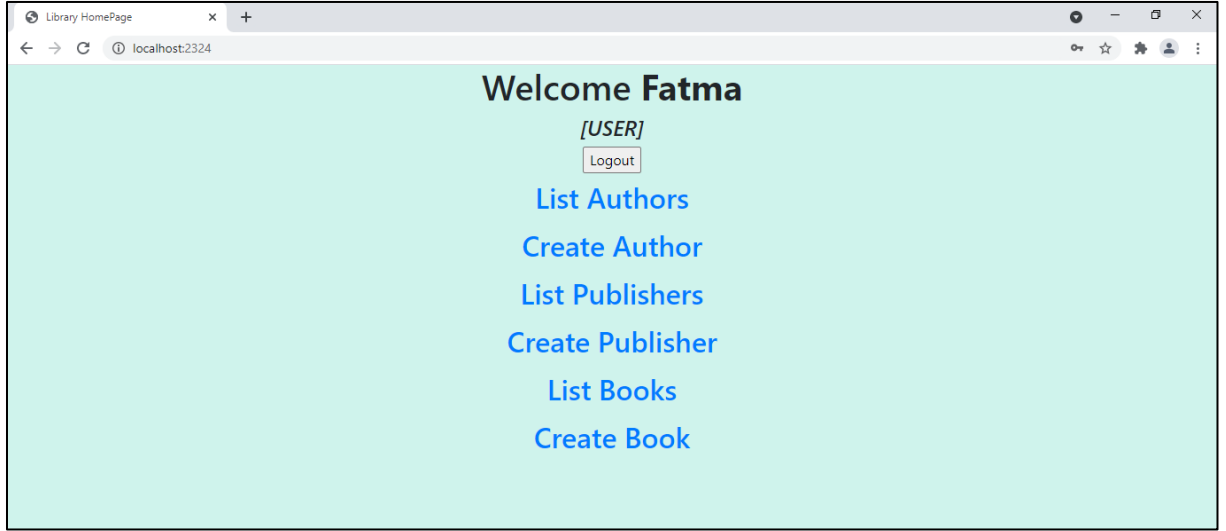 Library HomePage
localhost:2324
Welcome Fatma
[USER]
Logout
List Authors
Create Author
List Publishers
Create Publisher
List Books
Create Book